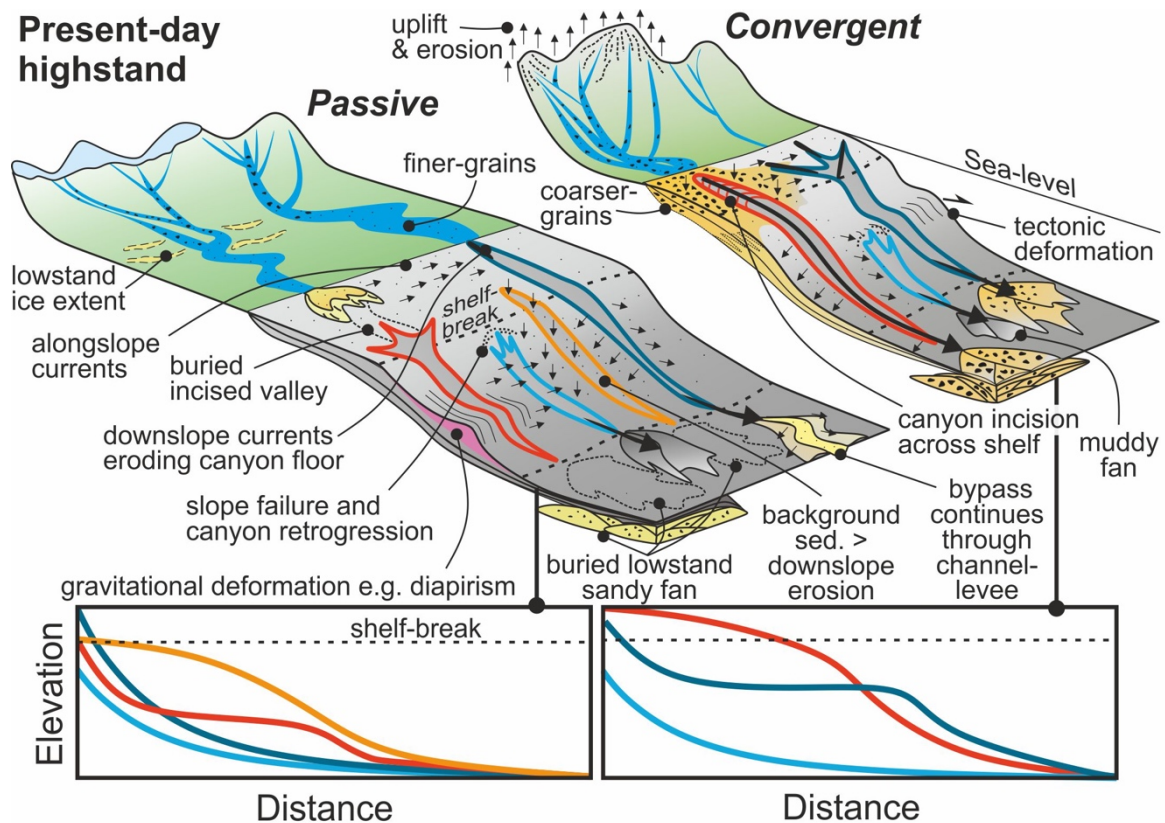 Present-day
highstand
Passive
uplift
& erosion
Convergent
finer-grains
coarser-
grains
Sea-level
tectonic
deformation
lowstand
ice extent
shelf-
break
alongslope
currents
buried
incised valley
downslope currents
eroding canyon floor
slope failure and
canyon retrogression
gravitational deformation e.g. diapirism
buried lowstand
sandy fan
background
sed. >
downslope
erosion
canyon incision
across shelf
muddy
fan
bypass
continues
through
channel-
levee
shelf-break
Elevation
Distance
Distance